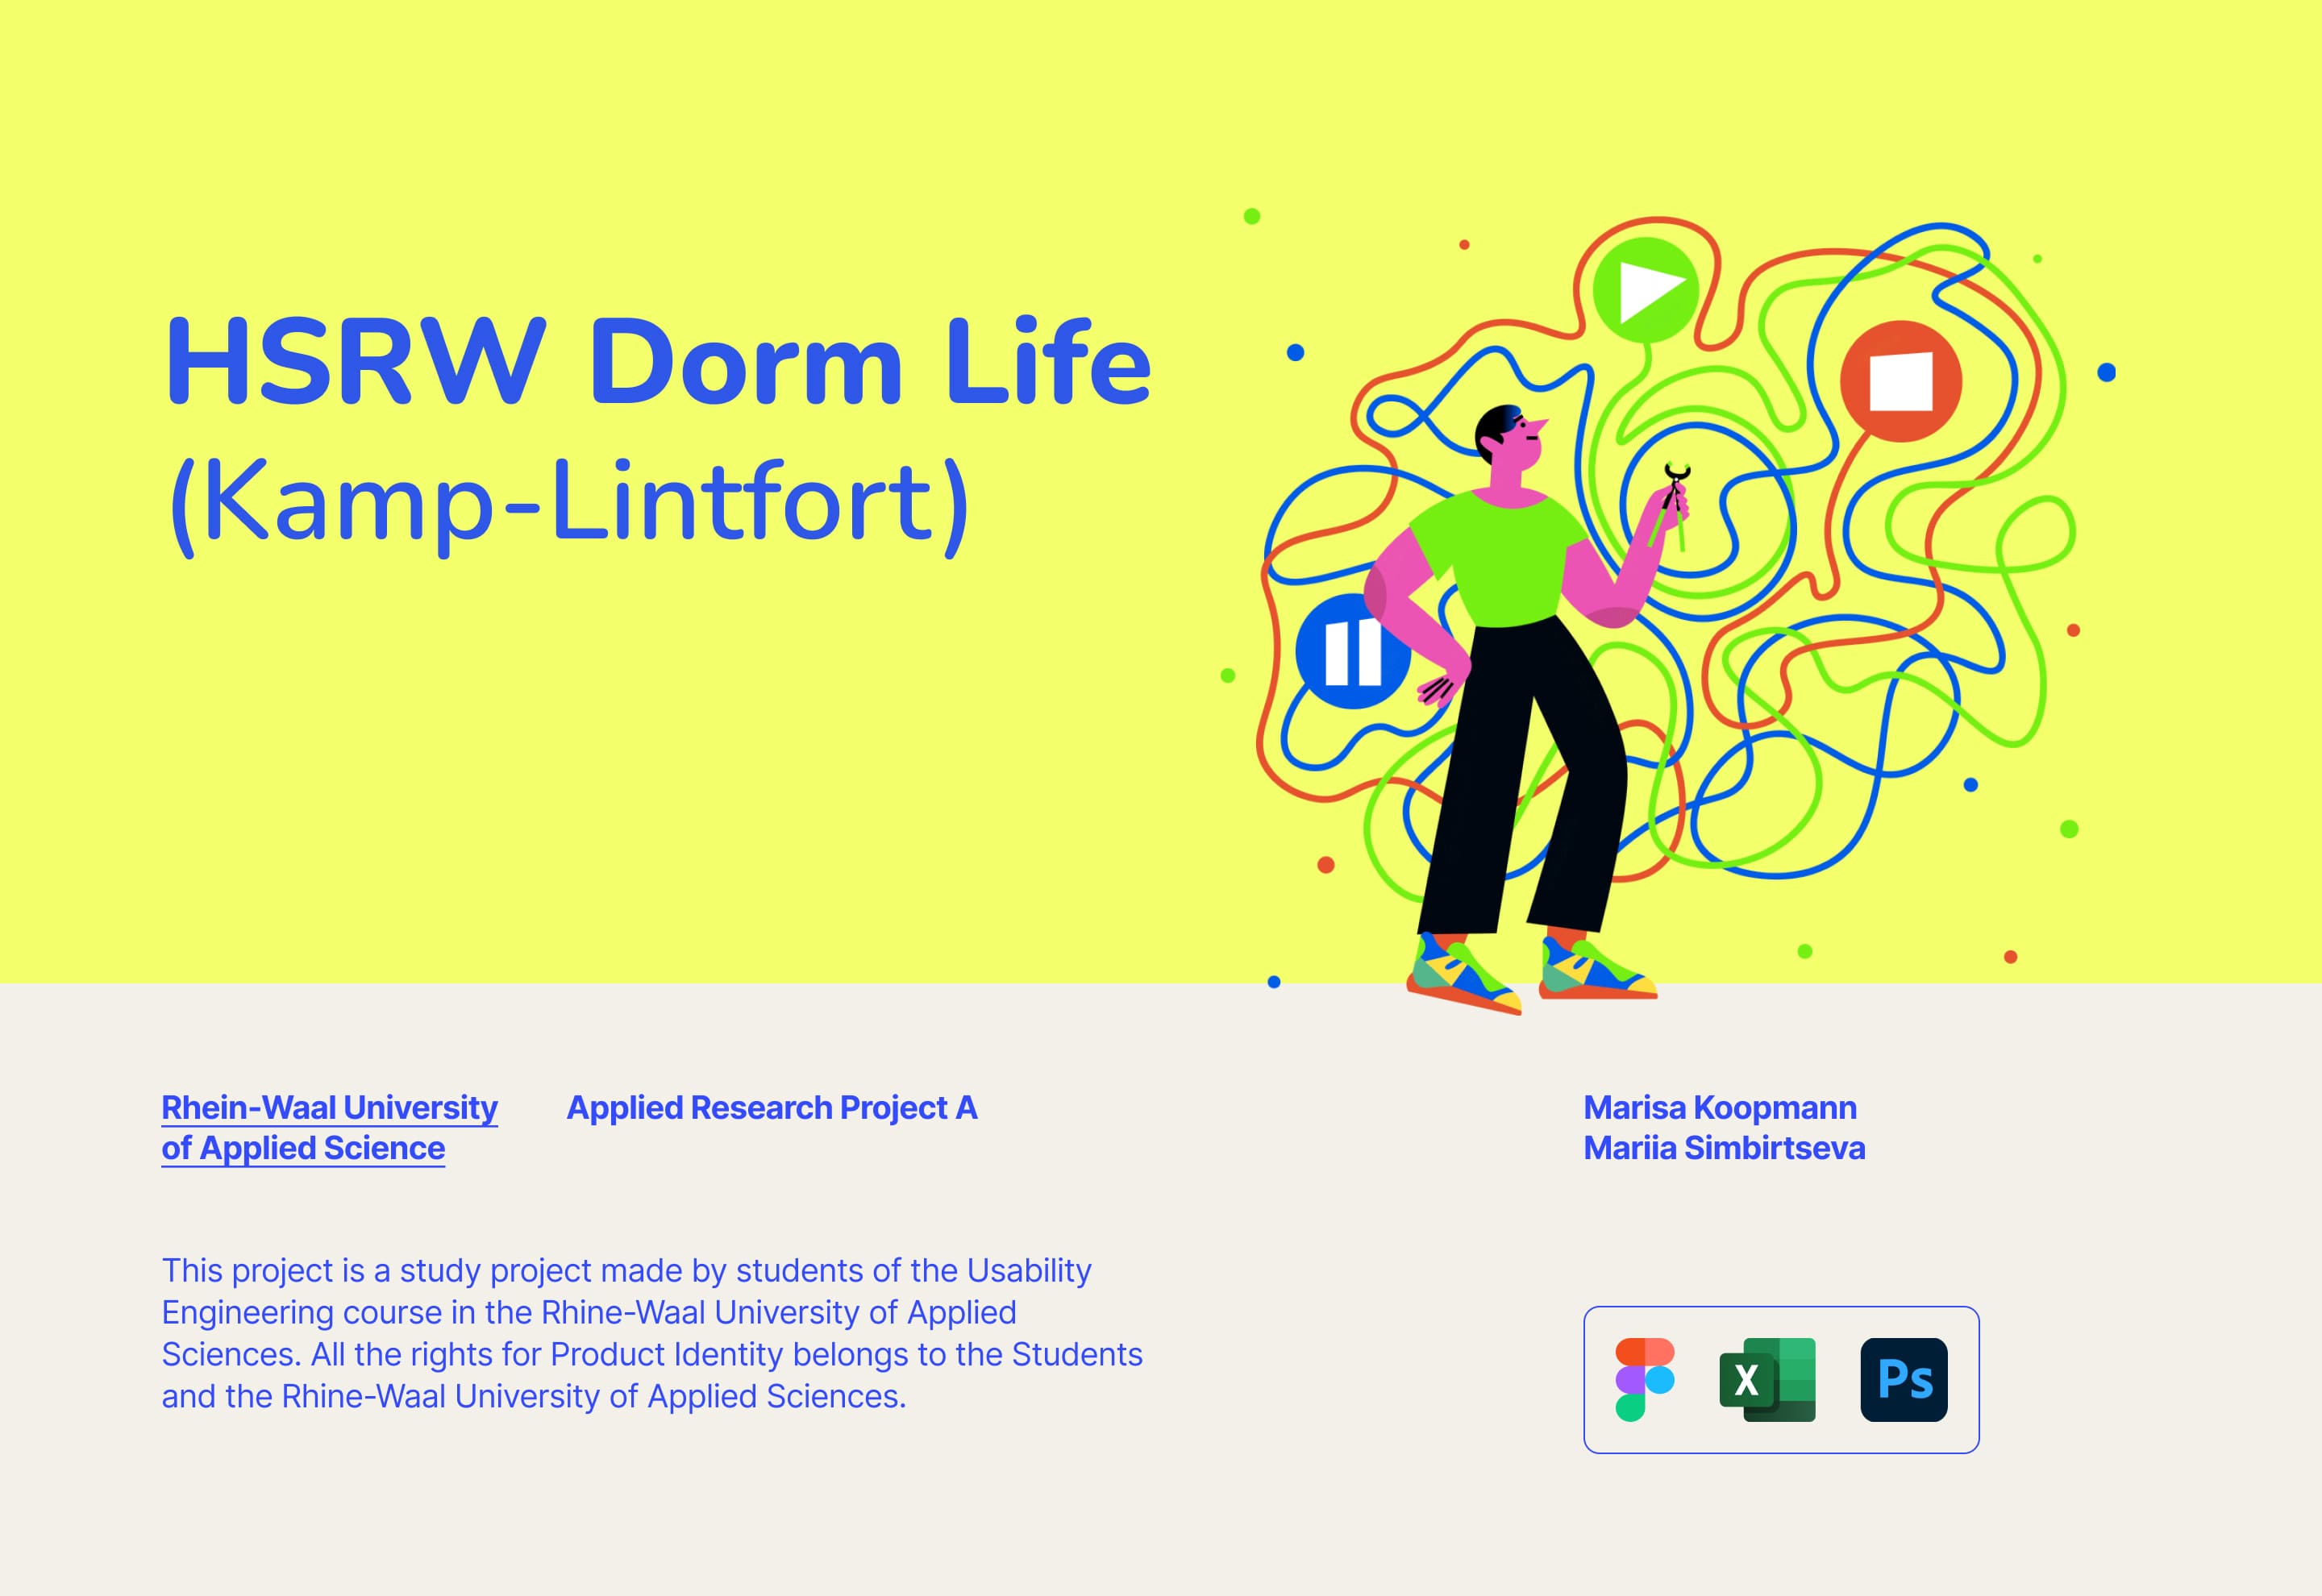 HSRW Dorm Life
(Kamp-Lintfort)
Rhein-Waal University
of Applied Science
Applied Research Project A
Marisa Koopmann
Mariia Simbirtseva
This project is a study project made by students of the Usability
Engineering course in the Rhine-Waal University of Applied
Sciences. All the rights for Product Identity belongs to the Students
and the Rhine-Waal University of Applied Sciences.
X
Ps